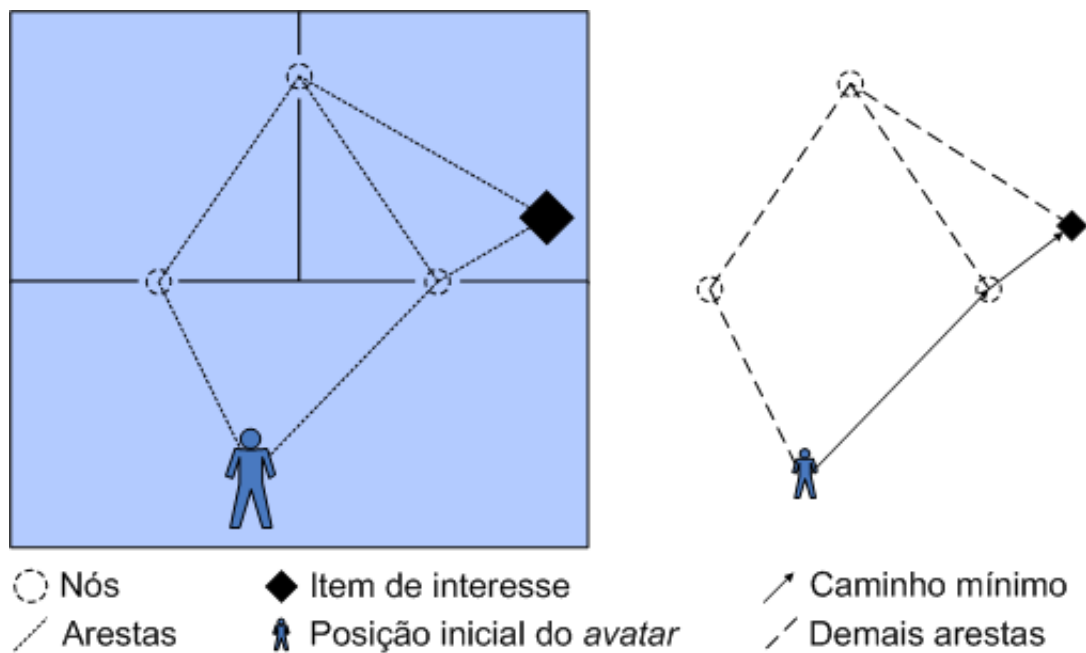 Nós
Item de interesse
Caminho mínimo
Arestas
Posição inicial do avatar
Demais arestas